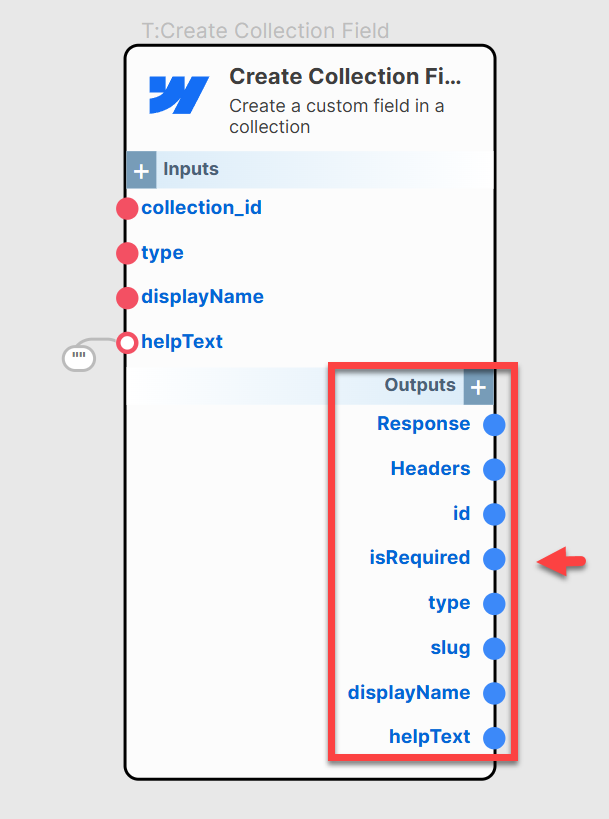 T:Create Collection Field
Create Collection Fi...
Create a custom field in a
collection
+ Inputs
collection_id
type
displayName
""
helpText
Outputs +
Response
Headers
id
isRequired
type
slug
displayName
helpText